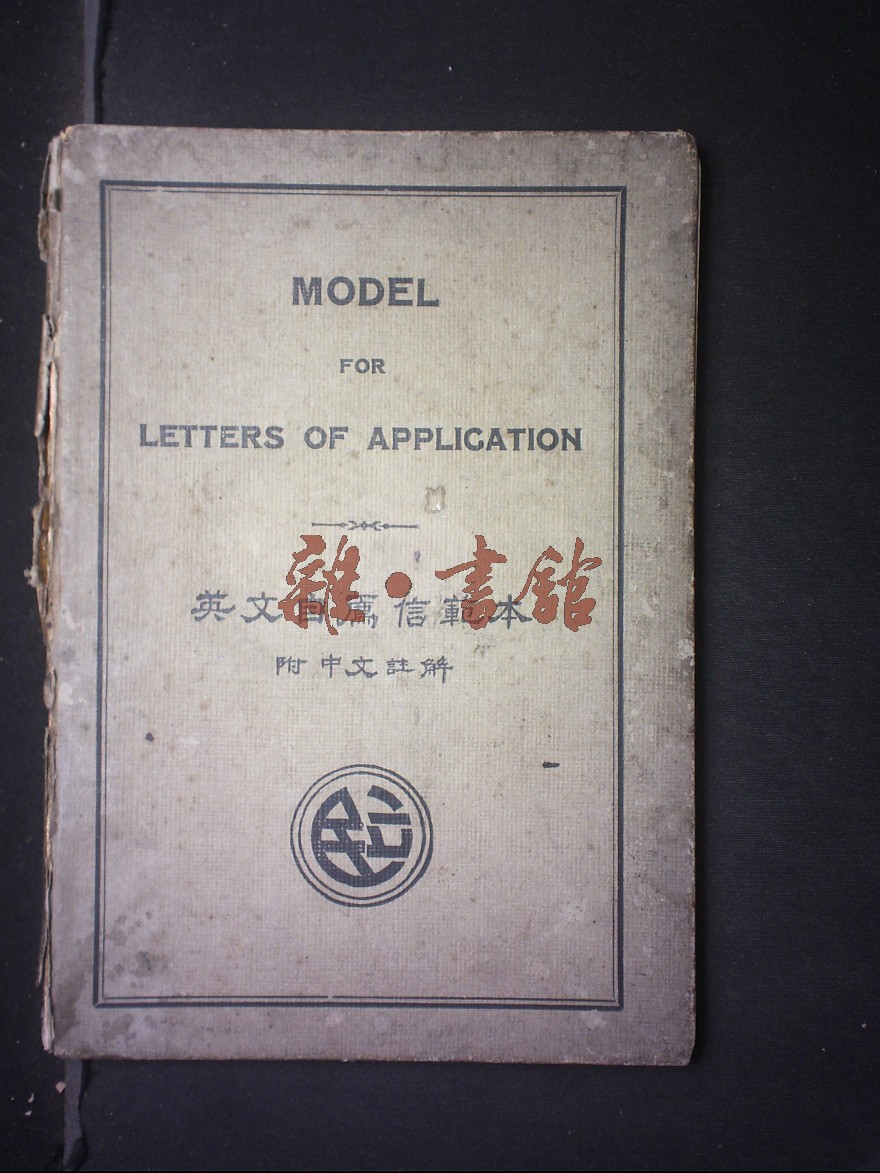 MODEL
FOR
LETTERS OF APPLICATION
雜·書館
英文自薦信範本
附中文註解